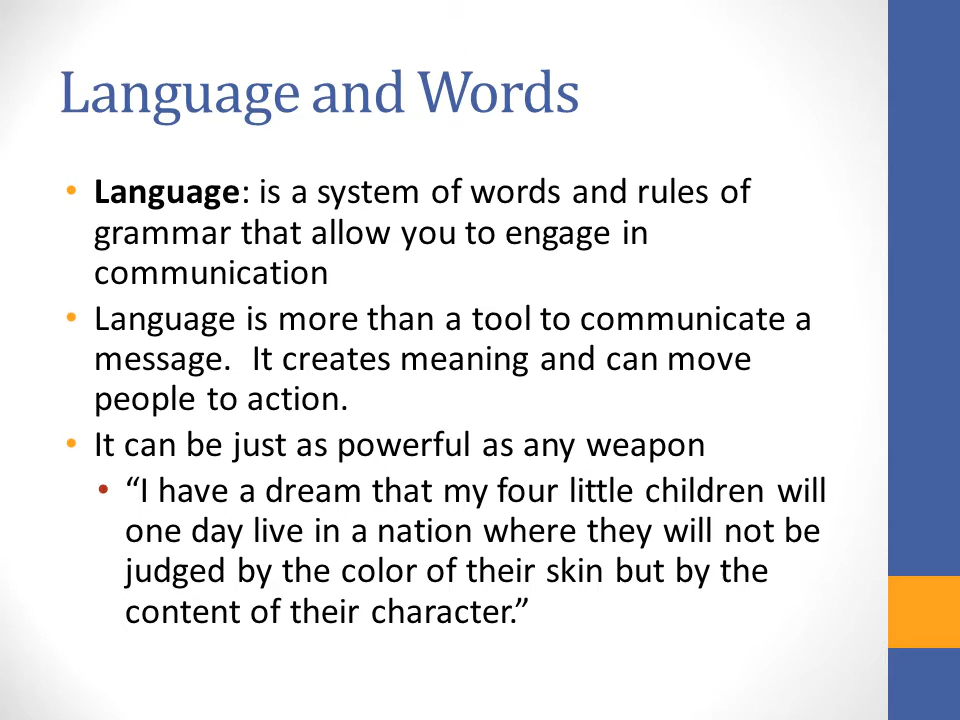 Language and Words
• Language: is a system of words and rules of
grammar that allow you to engage in
communication
• Language is more than a tool to communicate a
message.  It creates meaning and can move
people to action.
• It can be just as powerful as any weapon
• “I have a dream that my four little children will
one day live in a nation where they will not be
judged by the color of their skin but by the
content of their character.”